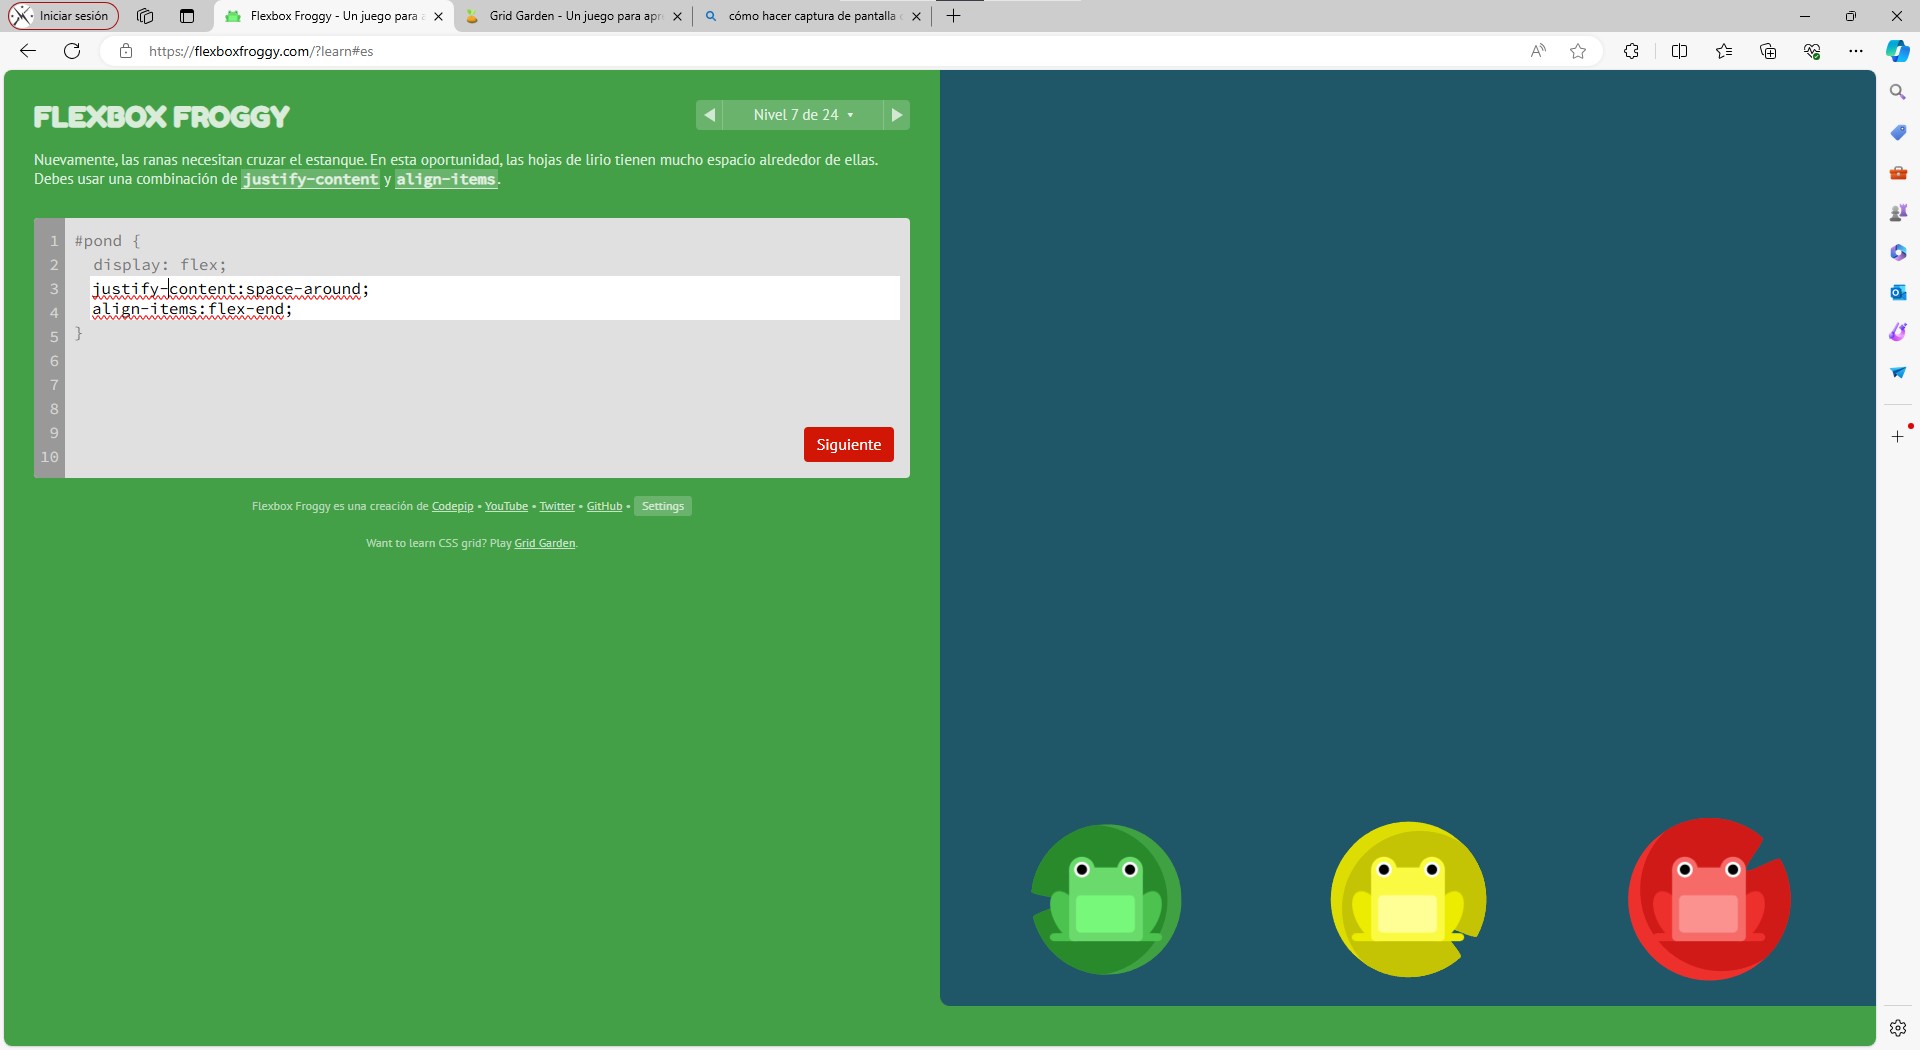 Iniciar sesión
Flexbox Froggy - Un juego para a
Grid Garden - Un juego para apr
cómo hacer captura de pantalla
https://flexboxfroggy.com/?learn#es
FLEXBOX FROGGY
Nivel 7 de 24
Nuevamente, las ranas necesitan cruzar el estanque. En esta oportunidad, las hojas de lirio tienen mucho espacio alrededor de ellas.
Debes usar una combinación de justify-content y align-items.
1 #pond {
2 display: flex;
3 justify-content:space-around;
4 align-items:flex-end;
5 }
6
7
8
9
10
Siguiente
Flexbox Froggy es una creación de Codepip • YouTube • Twitter • GitHub • Settings
Want to learn CSS grid? Play Grid Garden.